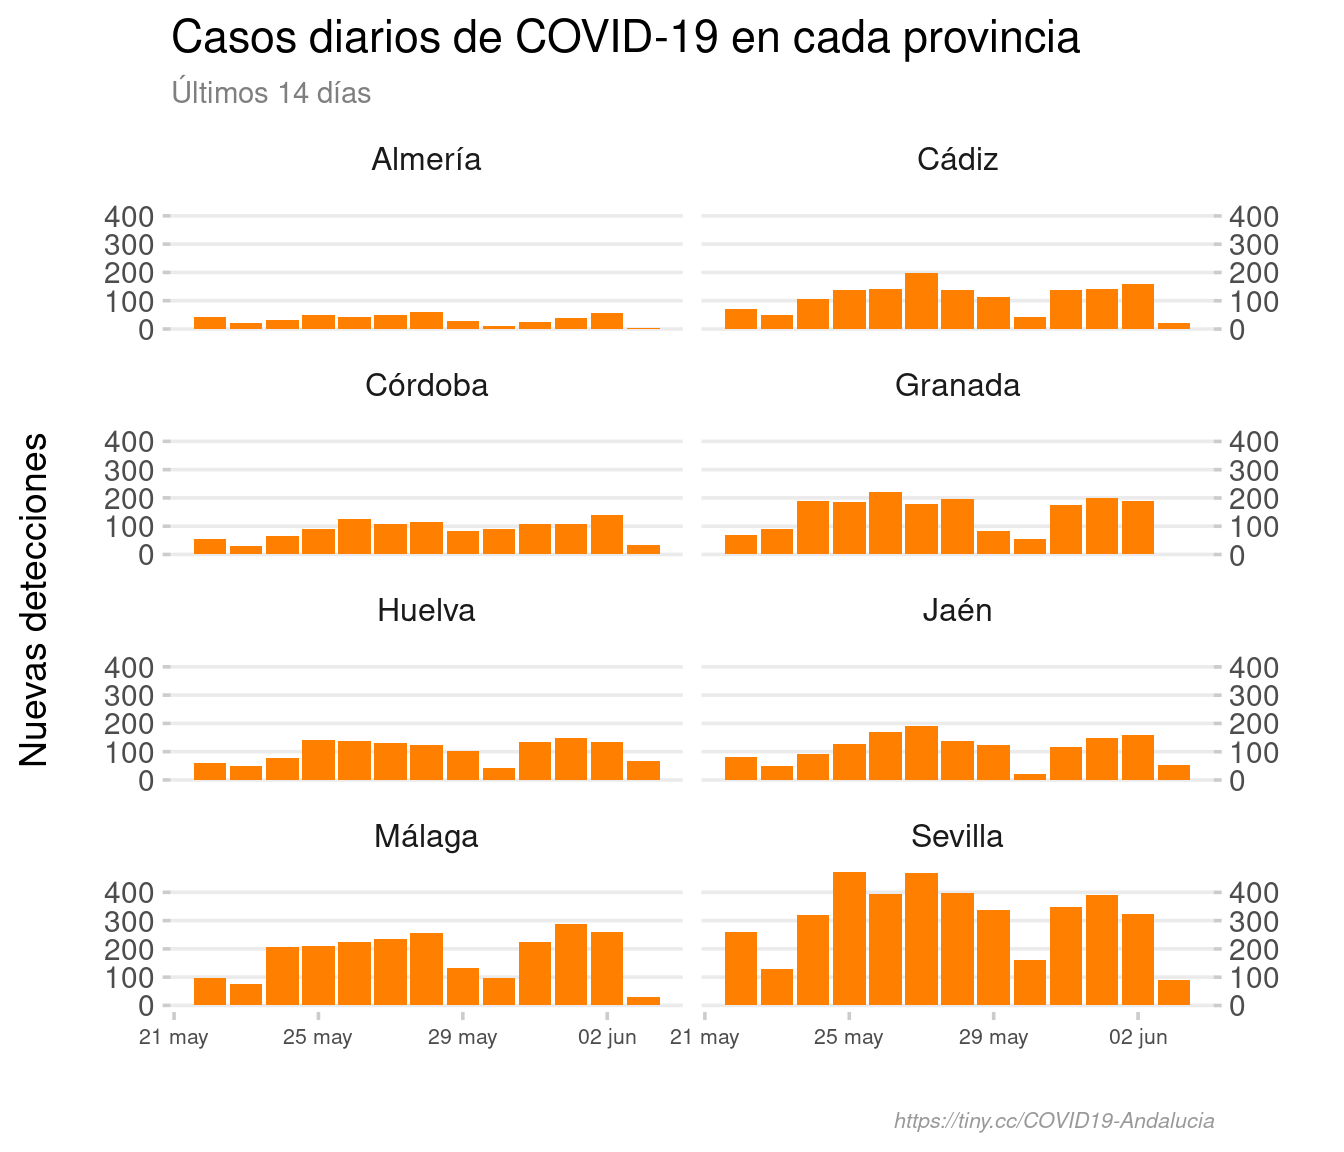 Casos diarios de COVID-19 en cada provincia
Últimos 14 días
Nuevas detecciones
Almería Cádiz
400 400
300 300
200 200
100 100
0 0
Córdoba Granada
400 400
300 300
200 200
100 100
0 0
Huelva Jaén
400 400
300 300
200 200
100 100
0 0
Málaga Sevilla
400 400
300 300
200 200
100 100
0 0
21 may 25 may 29 may 02 jun 21 may 25 may 29 may 02 jun
https://tiny.cc/COVID19-Andalucia